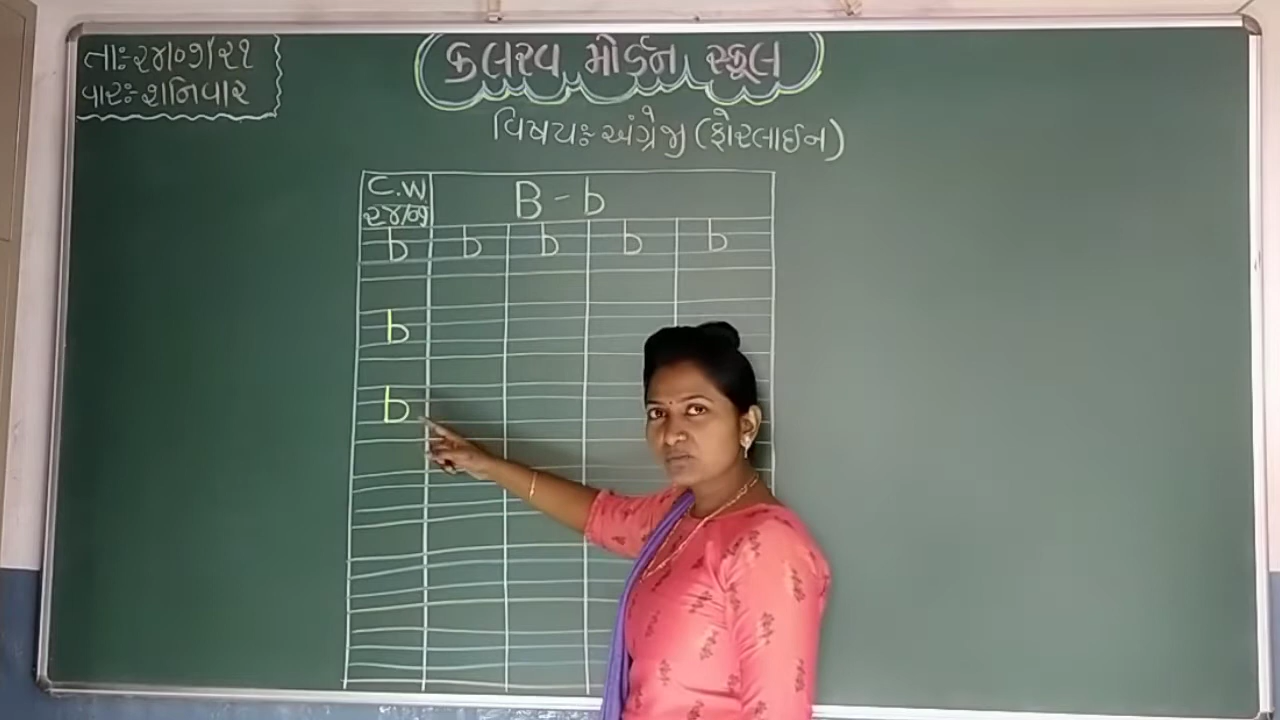 તાઃ૨૪/૦૭/૨૧
વારઃ શનિવાર
કલરવ મોર્ડન સ્કૂલ
વિષયઃ અંગ્રેજી (ફોરલાઈન)
C.W
૨૪/૦૭
B - b
b b b b b
b
b